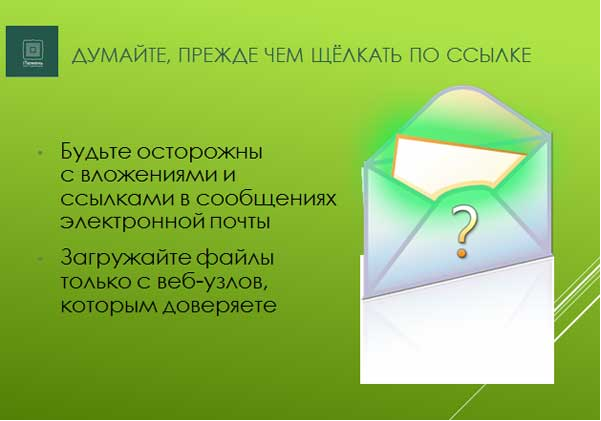 ДУМАЙТЕ, ПРЕЖДЕ ЧЕМ ЩЁЛКАТЬ ПО ССЫЛКЕ
Будьте осторожны
с вложениями и
ссылками в сообщениях
электронной почты
Загружайте файлы
только с веб-узлов,
которым доверяете
?